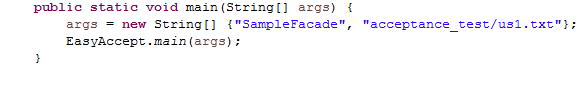 public static void main(String[] args) {
args = new String[] {"SampleFacade", "acceptance_test/us1.txt"};
EasyAccept.main(args);
}